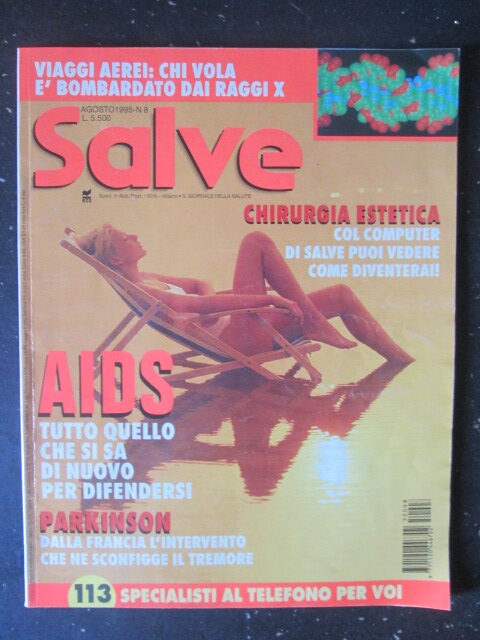 VIAGGI AEREI: CHI VOLA
E' BOMBARDATO DAI RAGGI X
AGOSTO 1995 - N 8
L. 5.500
Salve
Milano • IL GIORNALE DELLA SALUTE
CHIRURGIA ESTETICA
COL COMPUTER
DI SALVE PUOI VEDERE
COME DIVENTERAI!
AIDS
TUTTO QUELLO
CHE SI SA
DI NUOVO
PER DIFENDERSI
PARKINSON
DALLA FRANCIA L'INTERVENTO
CHE NE SCONFIGGE IL TREMORE
113 SPECIALISTI AL TELEFONO PER VOI